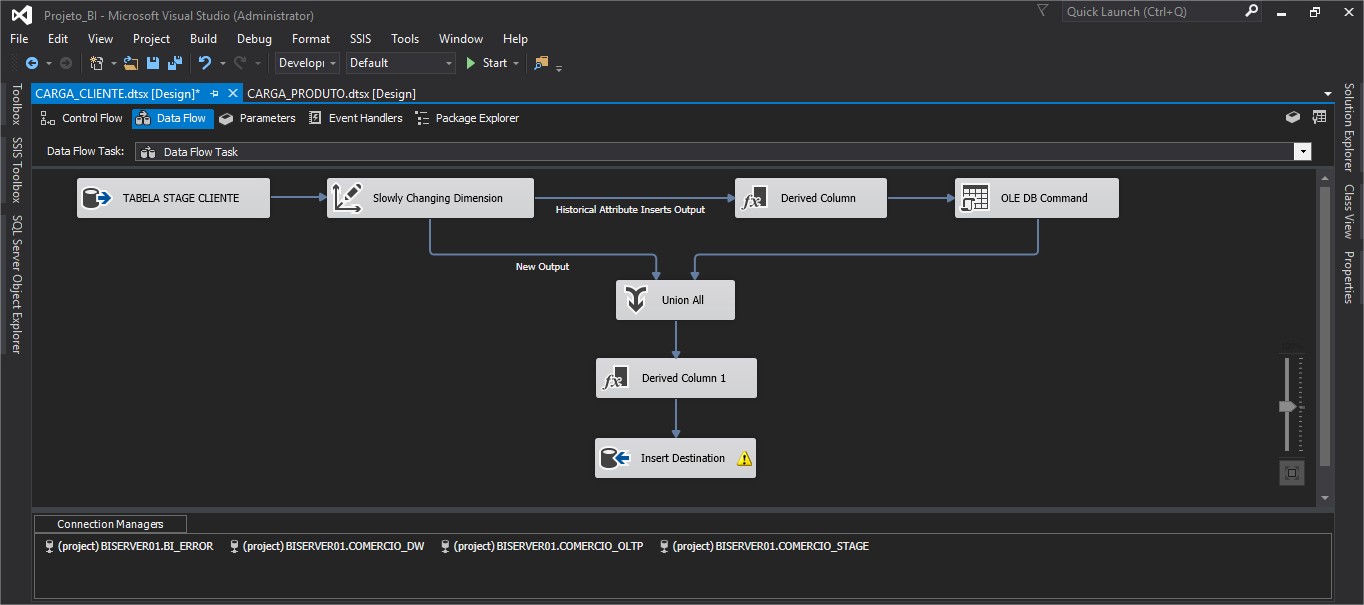 Projeto_BI - Microsoft Visual Studio (Administrator)
Quick Launch (Ctrl+Q)
File Edit View Project Build Debug Format SSIS Tools Window Help
Develop Default Start
CARGA_CLIENTE.dtsx [Design]* CARGA_PRODUTO.dtsx [Design]
Control Flow Data Flow Parameters Event Handlers Package Explorer
Data Flow Task: Data Flow Task
Toolbox
SSIS Toolbox
SQL Server Object Explorer
TABELA STAGE CLIENTE
Slowly Changing Dimension
Historical Attribute Inserts Output
fx Derived Column
OLE DB Command
New Output
Union All
fx Derived Column 1
Insert Destination
Solution Explorer
Class View
Properties
Connection Managers
(project) BISERVER01.BI_ERROR (project) BISERVER01.COMERCIO_DW (project) BISERVER01.COMERCIO_OLTP (project) BISERVER01.COMERCIO_STAGE